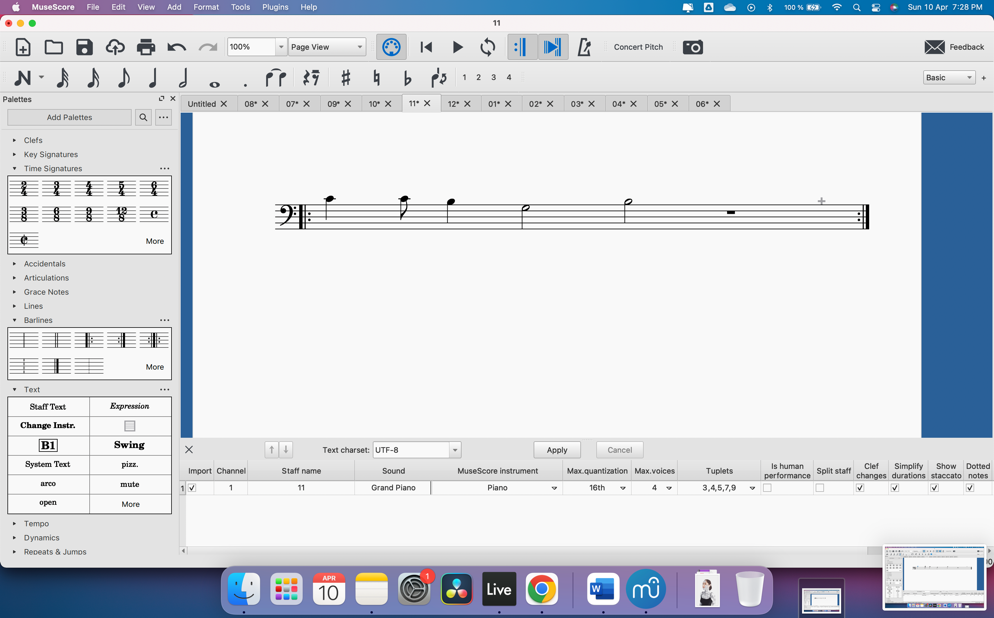 MuseScore File Edit View Add Format Tools Plugins Help 100 % Sun 10 Apr 7:28 PM
11
100% Page View Concert Pitch Feedback
N 1 2 3 4 Basic +
Palettes
Untitled 08* 07* 09* 10* 11* 12* 01* 02* 03* 04* 05* 06*
Add Palettes
Clefs
Key Signatures
Time Signatures
More
Accidentals
Articulations
Grace Notes
Lines
Barlines
More
Text
Staff Text Expression
Change Instr.
B1 Swing
System Text pizz.
arco mute
open More
Tempo
Dynamics
Repeats & Jumps
Text charset: UTF-8 Apply Cancel
Import Channel Staff name Sound MuseScore instrument Max.quantization Max.voices Tuplets Is human performance Split staff Clef changes Simplify durations Show staccato Dotted notes
1 1 11 Grand Piano Piano 16th 4 3,4,5,7,9
APR
10
1
Live
W